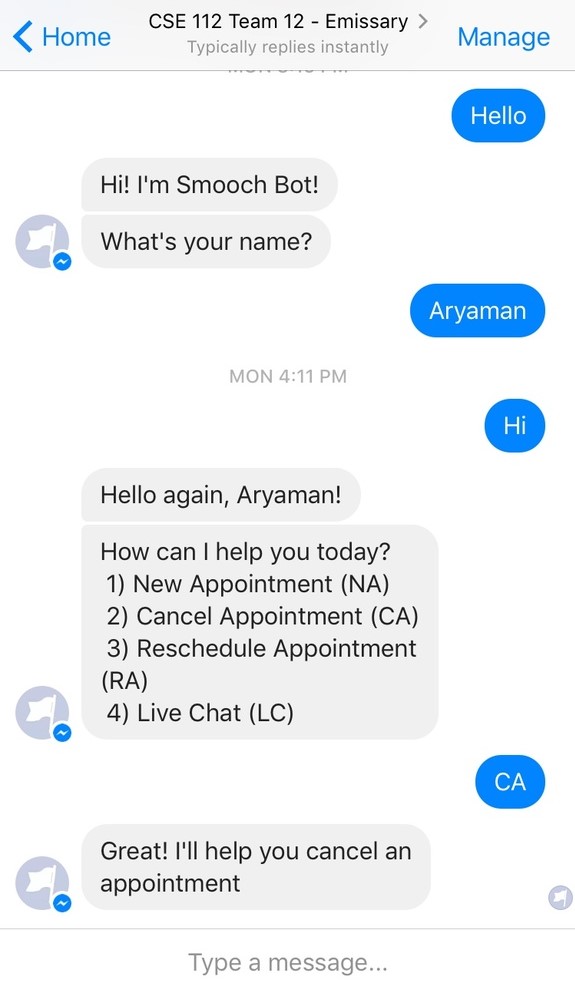 Home
CSE 112 Team 12 - Emissary
Typically replies instantly
Manage
Hello
Hi! I'm Smooch Bot!
What's your name?
Aryaman
MON 4:11 PM
Hi
Hello again, Aryaman!
How can I help you today?
1) New Appointment (NA)
2) Cancel Appointment (CA)
3) Reschedule Appointment
(RA)
4) Live Chat (LC)
CA
Great! I'll help you cancel an
appointment
Type a message...